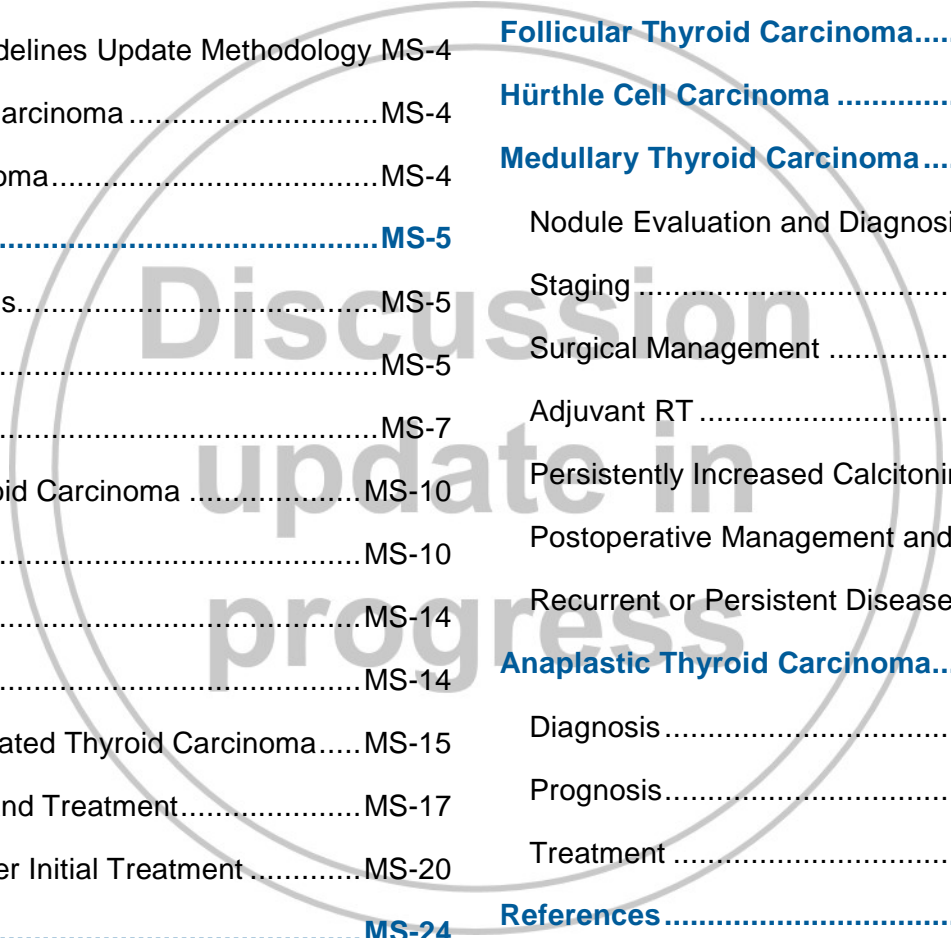 delines Update Methodology MS-4
arcinoma ............................MS-4
oma.....................................MS-4
..........................................MS-5
s........................................MS-5
..........................................MS-5
..........................................MS-7
oid Carcinoma ...................MS-10
........................................MS-10
........................................MS-14
........................................MS-14
ated Thyroid Carcinoma.....MS-15
and Treatment....................MS-17
er Initial Treatment .............MS-20
........................................MS-24
Follicular Thyroid Carcinoma.....
Hürthle Cell Carcinoma ..............
Medullary Thyroid Carcinoma....
Nodule Evaluation and Diagnosi
Staging ...................................
Surgical Management ..............
Adjuvant RT ............................
Persistently Increased Calcitonin
Postoperative Management and
Recurrent or Persistent Disease
Anaplastic Thyroid Carcinoma...
Diagnosis................................
Prognosis................................
Treatment ...............................
References.................................
Discussion
update in
progress